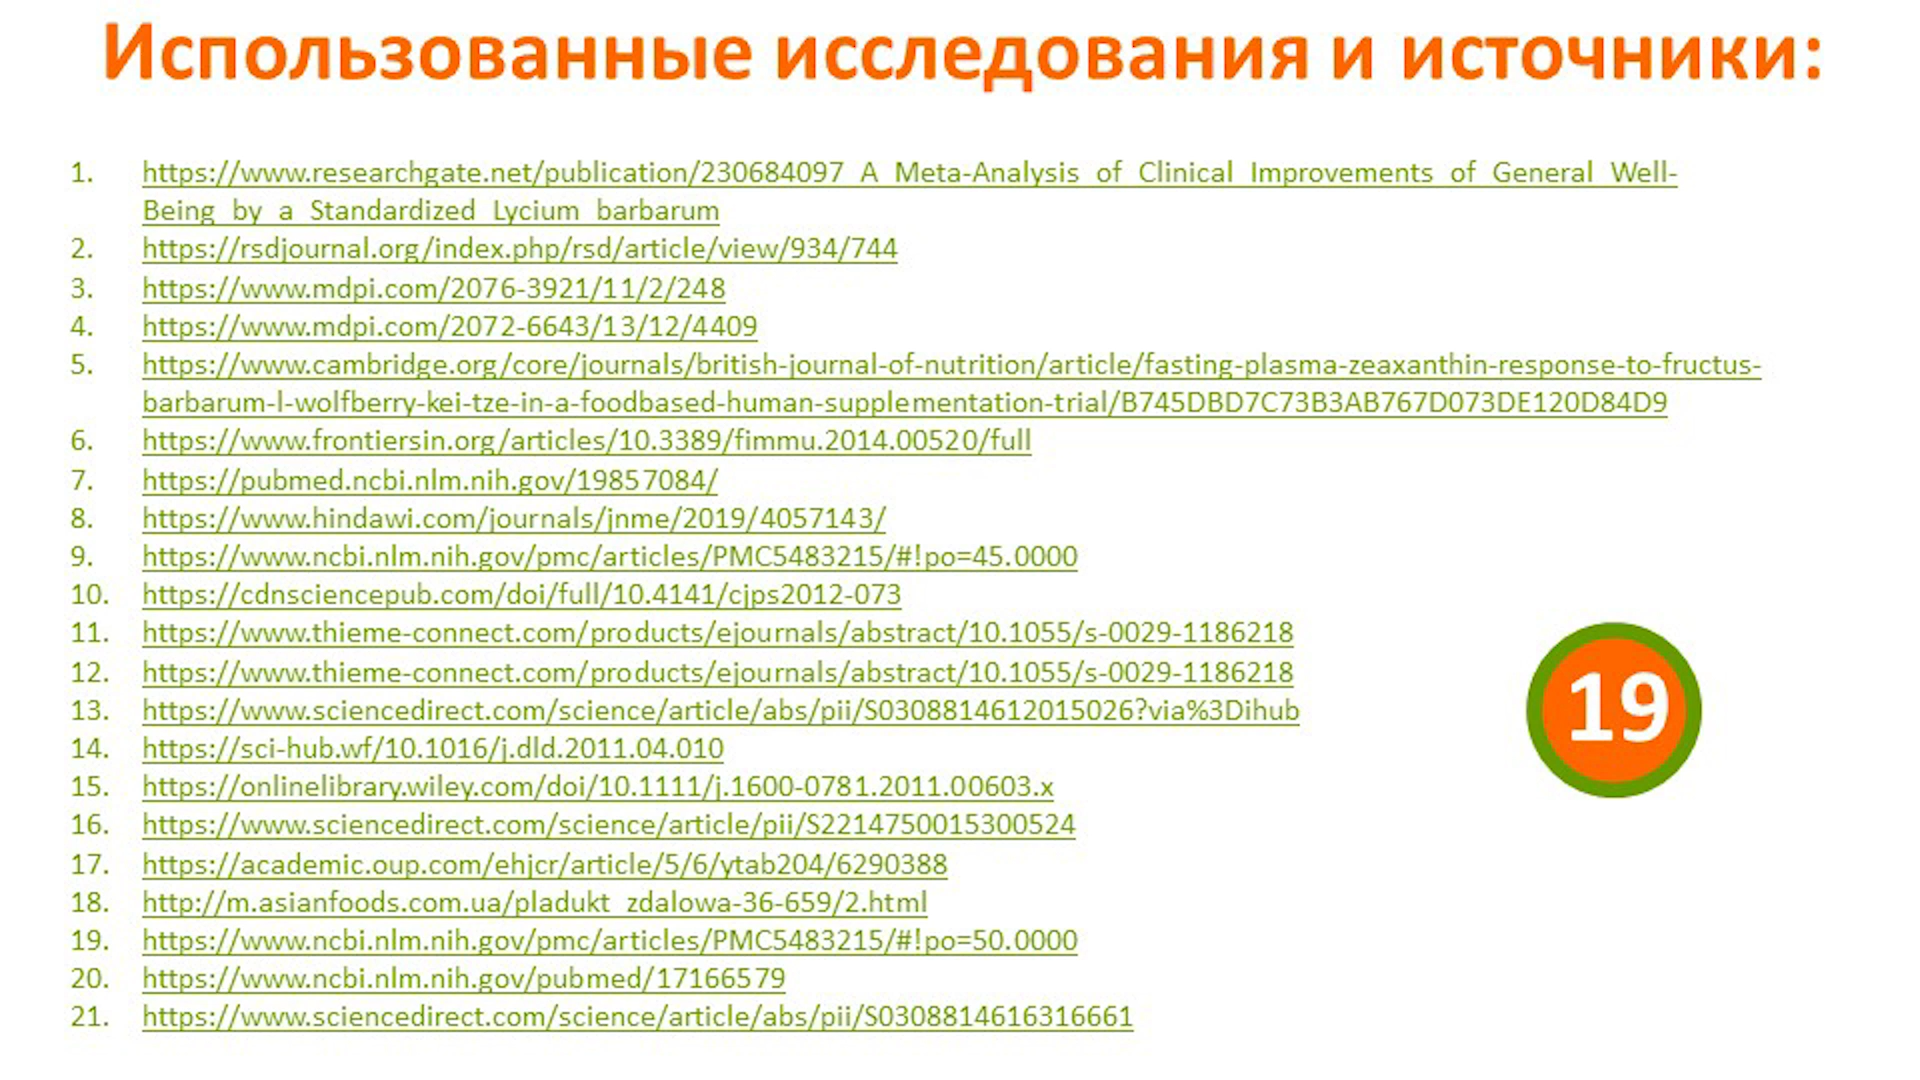 Использованные исследования и источники:
1. https://www.researchgate.net/publication/230684097_A_Meta-Analysis_of_Clinical_Improvements_of_General_Well-
Being_by_a_Standardized_Lycium_barbarum
2. https://rsdjournal.org/index.php/rsd/article/view/934/744
3. https://www.mdpi.com/2076-3921/11/2/248
4. https://www.mdpi.com/2072-6643/13/12/4409
5. https://www.cambridge.org/core/journals/british-journal-of-nutrition/article/fasting-plasma-zeaxanthin-response-to-fructus-
barbarum-l-wolfberry-kei-tze-in-a-foodbased-human-supplementation-trial/B745DBD7C73B3AB767D073DE120D84D9
6. https://www.frontiersin.org/articles/10.3389/fimmu.2014.00520/full
7. https://pubmed.ncbi.nlm.nih.gov/19857084/
8. https://www.hindawi.com/journals/jnme/2019/4057143/
9. https://www.ncbi.nlm.nih.gov/pmc/articles/PMC5483215/#!po=45.0000
10. https://cdnsciencepub.com/doi/full/10.4141/cjps2012-073
11. https://www.thieme-connect.com/products/ejournals/abstract/10.1055/s-0029-1186218
12. https://www.thieme-connect.com/products/ejournals/abstract/10.1055/s-0029-1186218
13. https://www.sciencedirect.com/science/article/abs/pii/S0308814612015026?via%3Dihub
14. https://sci-hub.wf/10.1016/j.dld.2011.04.010
15. https://onlinelibrary.wiley.com/doi/10.1111/j.1600-0781.2011.00603.x
16. https://www.sciencedirect.com/science/article/pii/S2214750015300524
17. https://academic.oup.com/ehjcr/article/5/6/ytab204/6290388
18. http://m.asianfoods.com.ua/pladukt_zdalowa-36-659/2.html
19. https://www.ncbi.nlm.nih.gov/pmc/articles/PMC5483215/#!po=50.0000
20. https://www.ncbi.nlm.nih.gov/pubmed/17166579
21. https://www.sciencedirect.com/science/article/abs/pii/S0308814616316661
19